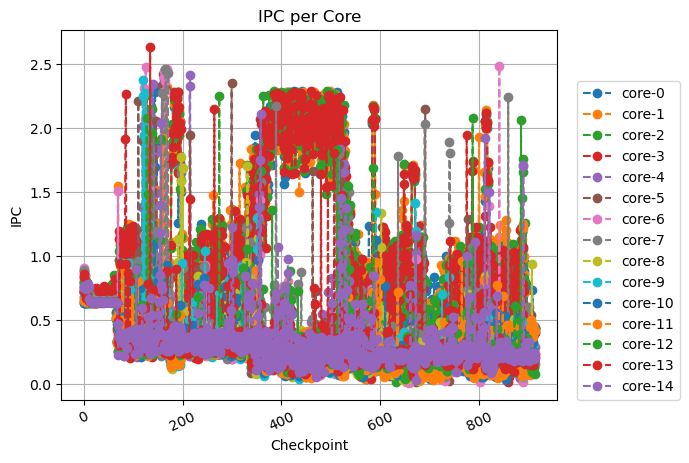 IPC per Core
IPC
2.5
2.0
1.5
1.0
0.5
0.0
0
200
400
600
800
Checkpoint
core-0
core-1
core-2
core-3
core-4
core-5
core-6
core-7
core-8
core-9
core-10
core-11
core-12
core-13
core-14